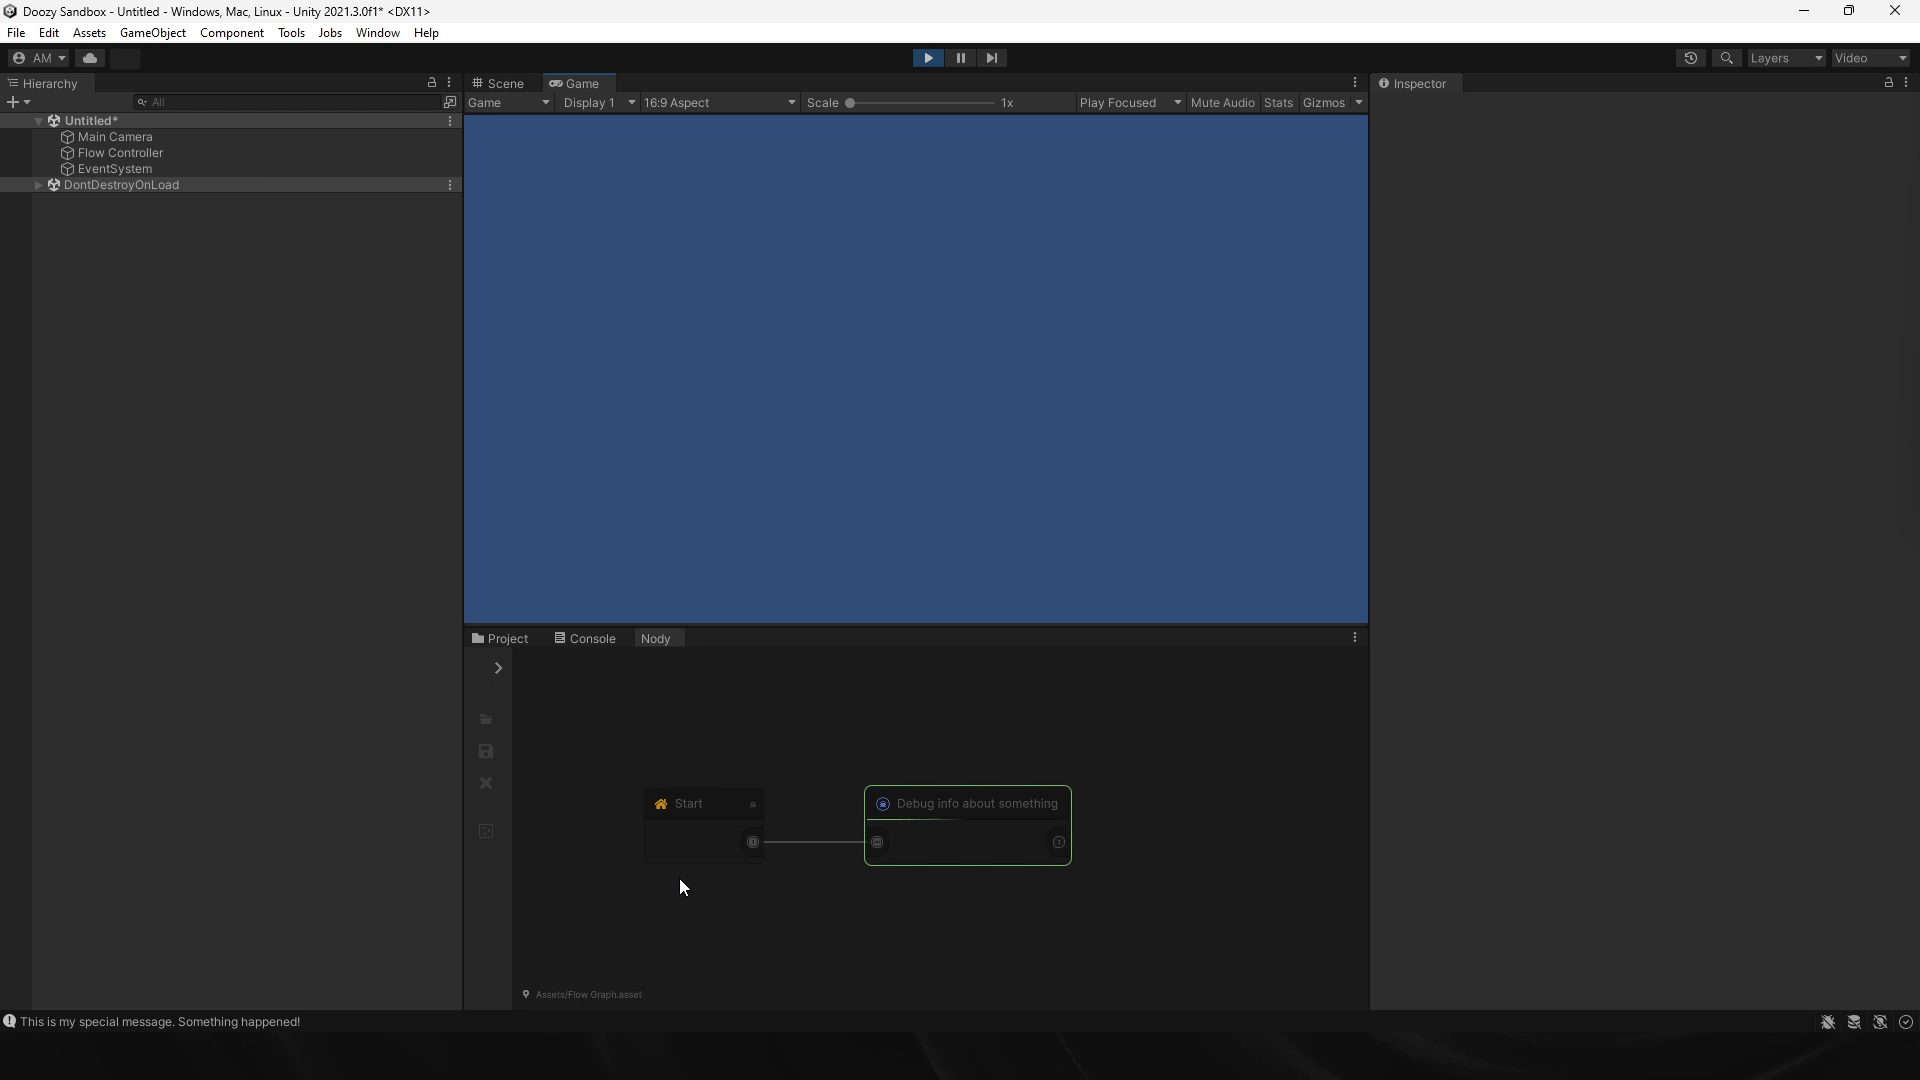 Doozy Sandbox - Untitled - Windows, Mac, Linux - Unity 2021.3.0f1* <DX11>
File Edit Assets GameObject Component Tools Jobs Window Help
AM Layers Video
Hierarchy
All
Untitled*
Main Camera
Flow Controller
EventSystem
DontDestroyOnLoad
Scene Game
Game Display 1 16:9 Aspect Scale 1x Play Focused Mute Audio Stats Gizmos
Inspector
Project Console Nody
Start
Debug info about something
1
Assets/Flow Graph.asset
This is my special message. Something happened!